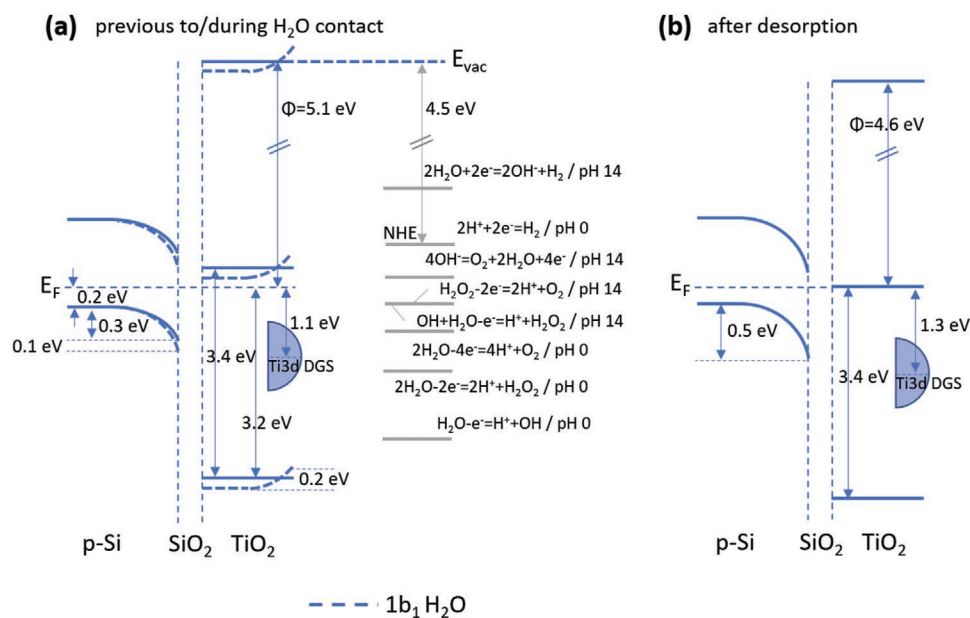 (a) previous to/during H₂O contact
E_vac
Φ=5.1 eV
4.5 eV
2H₂O+2e⁻=2OH⁻+H₂ / pH 14
NHE
2H⁺+2e⁻=H₂ / pH 0
4OH⁻=O₂+2H₂O+4e⁻ / pH 14
E_F
H₂O₂-2e⁻=2H⁺+O₂ / pH 14
0.2 eV
0.3 eV
0.1 eV
1.1 eV
OH+H₂O-e⁻=H⁺+H₂O₂ / pH 14
2H₂O-4e⁻=4H⁺+O₂ / pH 0
3.4 eV
Ti3d DGS
2H₂O-2e⁻=2H⁺+H₂O₂ / pH 0
3.2 eV
H₂O-e⁻=H⁺+OH / pH 0
0.2 eV
p-Si SiO₂ TiO₂
(b) after desorption
Φ=4.6 eV
E_F
0.5 eV
1.3 eV
3.4 eV
Ti3d DGS
p-Si SiO₂ TiO₂
1b₁ H₂O